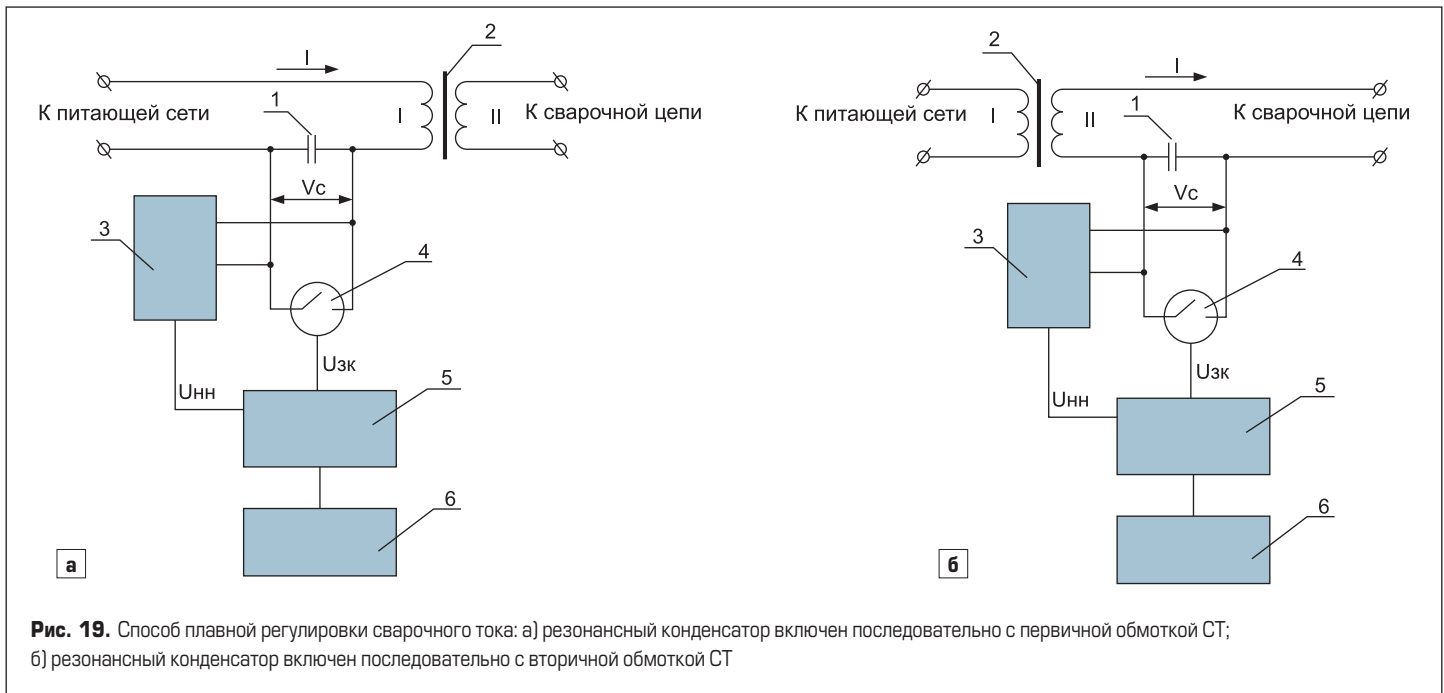 I
2
1
К питающей сети
I
II
К сварочной цепи
Vc
3
4
Uзк
Uнн
5
6
а
2
I
1
К питающей сети
I
II
К сварочной цепи
Vc
3
4
Uзк
Uнн
5
6
б
Рис. 19. Способ плавной регулировки сварочного тока: а) резонансный конденсатор включен последовательно с первичной обмоткой СТ;
б) резонансный конденсатор включен последовательно с вторичной обмоткой СТ